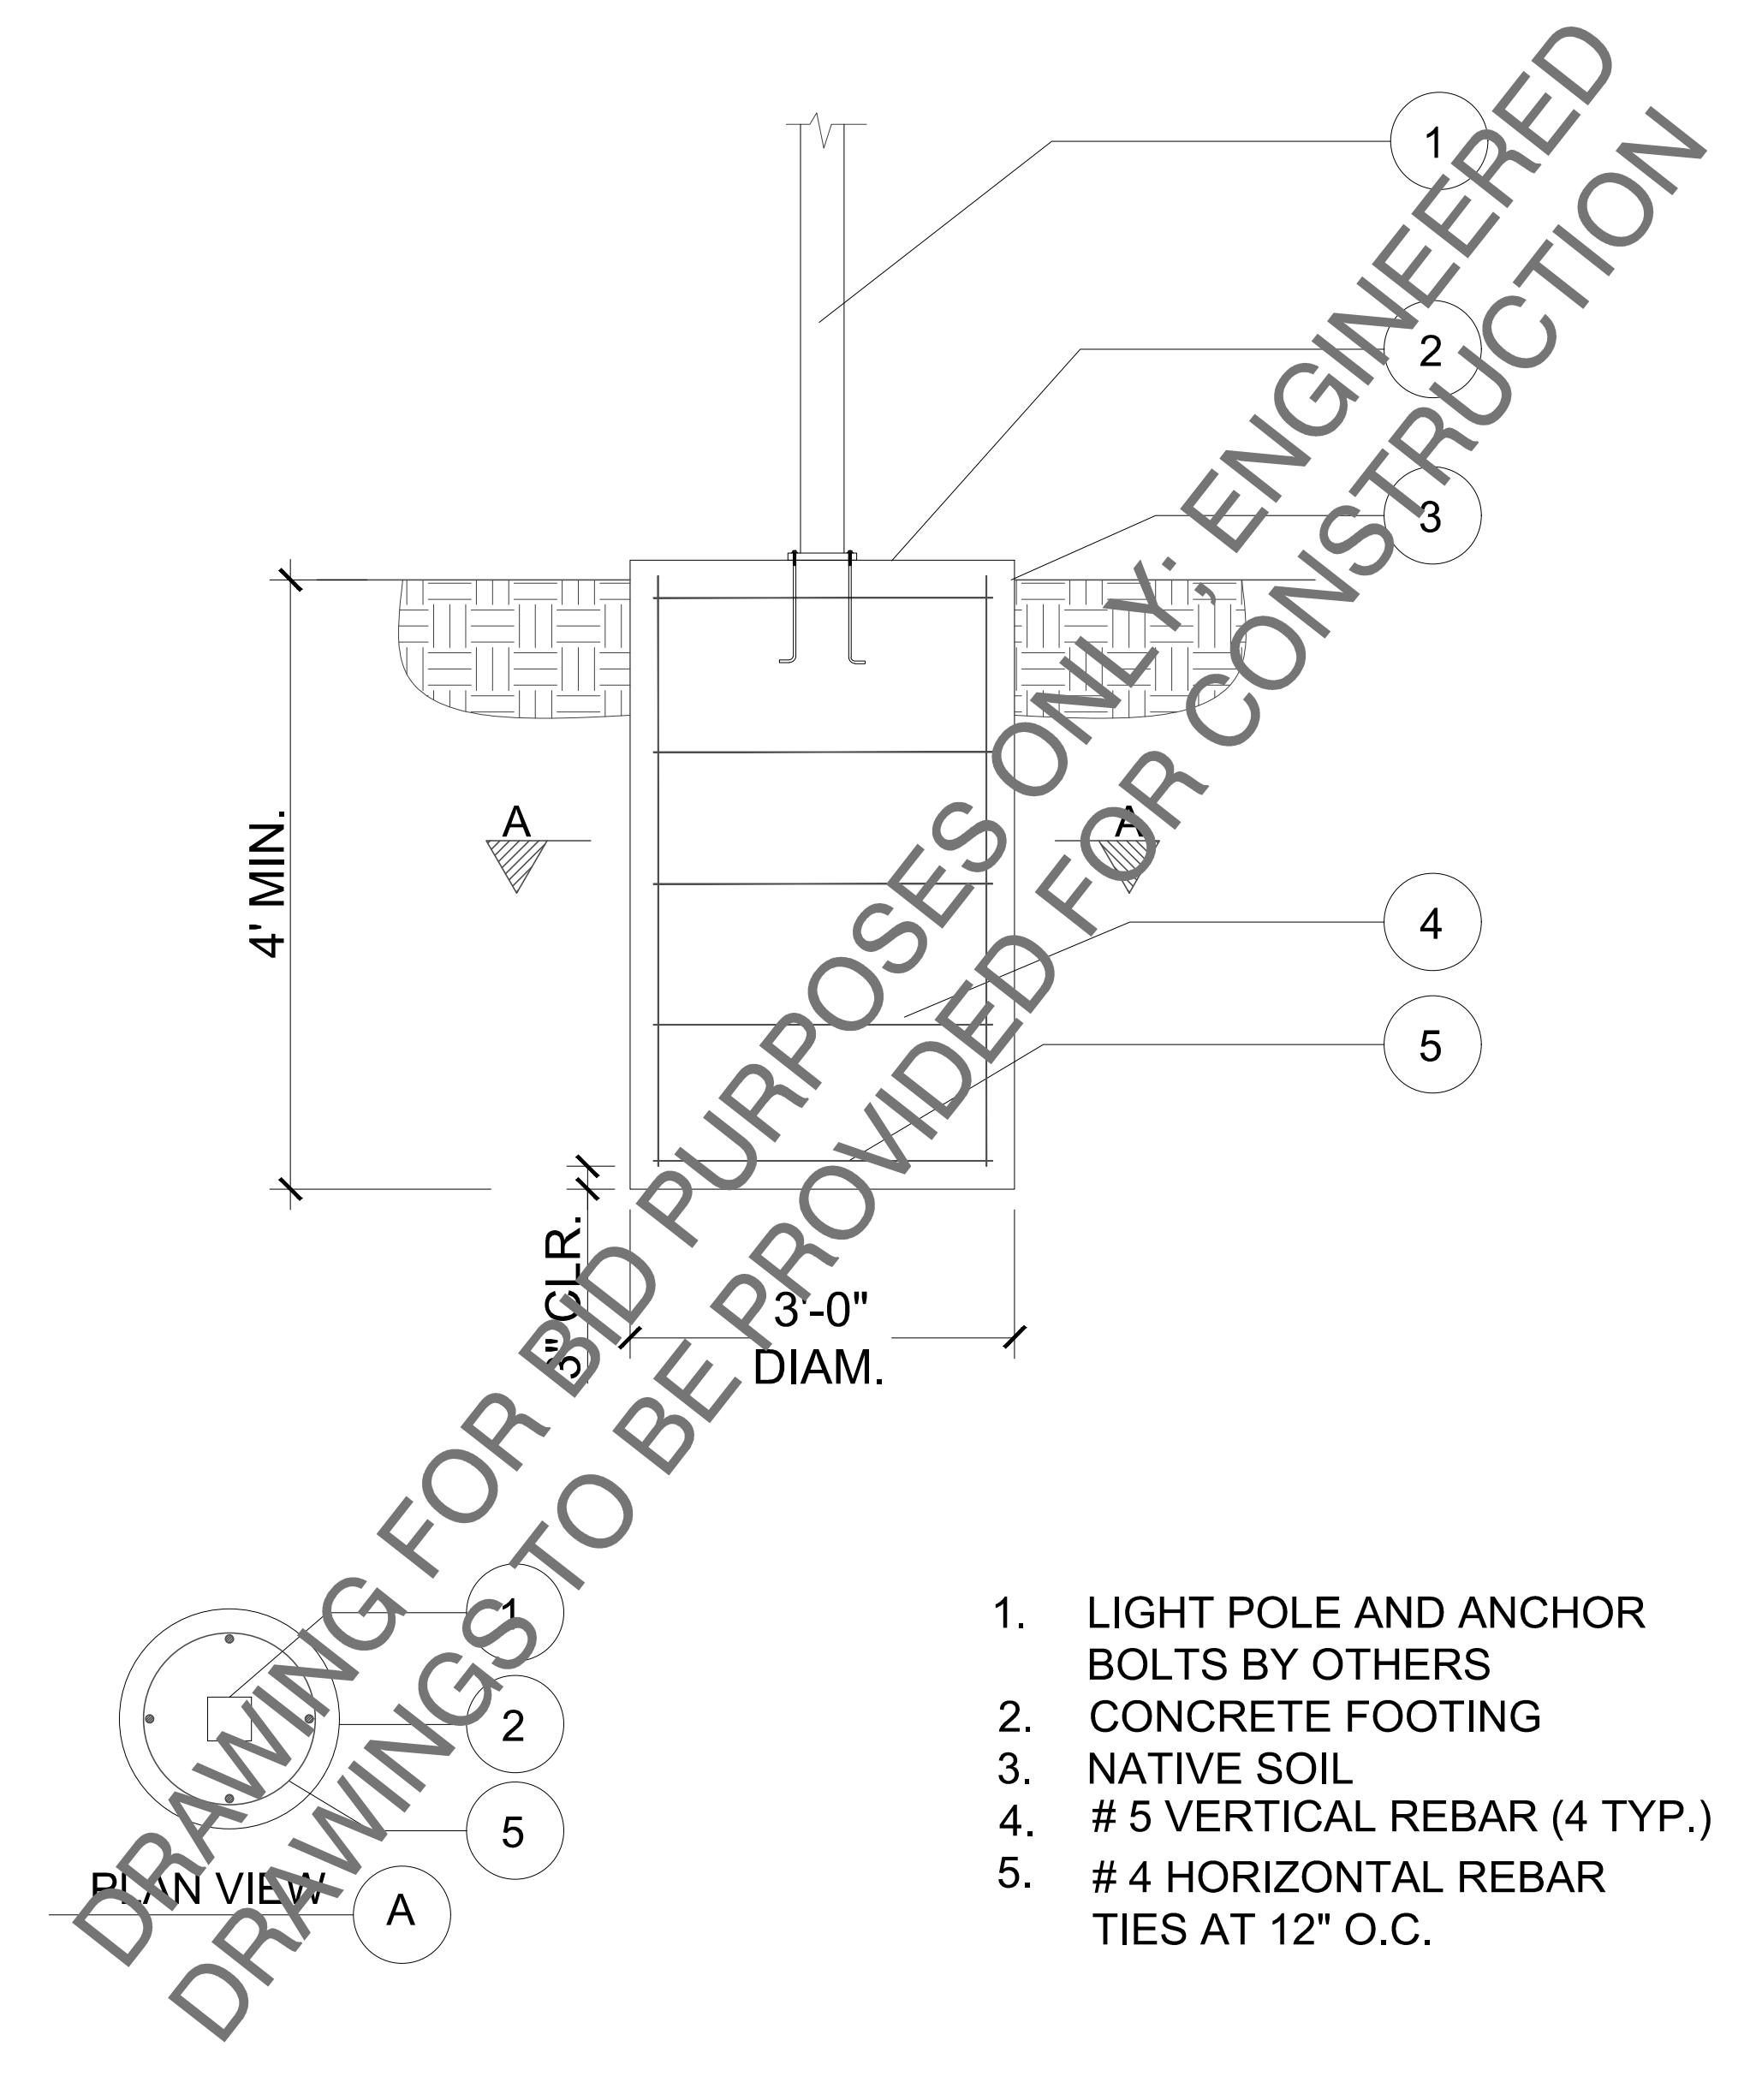 1
2
3
4' MIN.
A
A
4
5
3" CLR.
3'-0"
DIAM.
1
2
5
PLAN VIEW
A
1. LIGHT POLE AND ANCHOR
BOLTS BY OTHERS
2. CONCRETE FOOTING
3. NATIVE SOIL
4. # 5 VERTICAL REBAR (4 TYP.)
5. # 4 HORIZONTAL REBAR
TIES AT 12" O.C.
DRAWING FOR BID PURPOSES ONLY; ENGINEERED
DRAWINGS TO BE PROVIDED FOR CONSTRUCTION